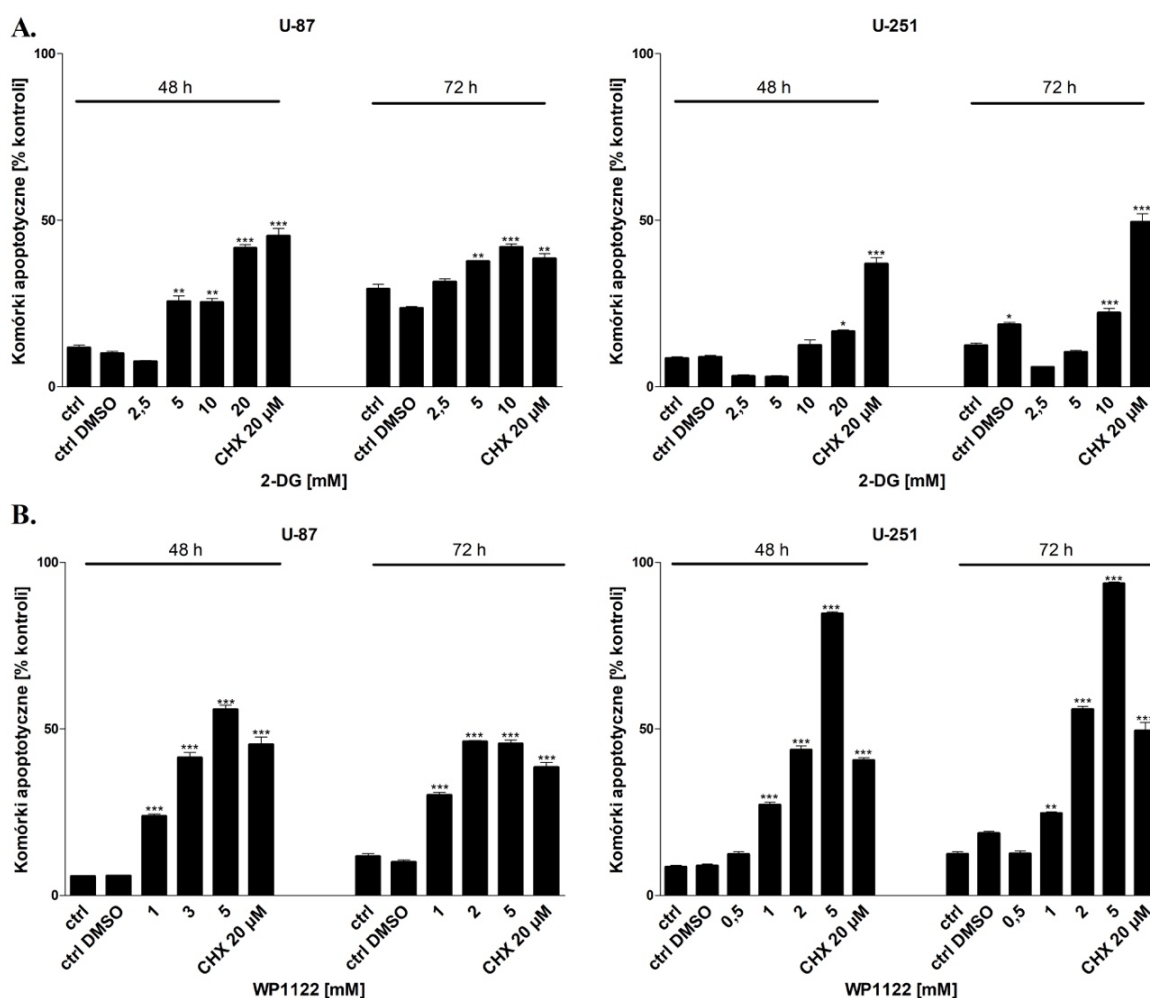 A.
U-87
Komórki apoptotyczne [% kontroli]
100
50
0
48 h
72 h
** ** *** *** ** *** **
ctrl
ctrl DMSO
2,5
5
10
20
CHX 20 µM
ctrl
ctrl DMSO
2,5
5
10
CHX 20 µM
2-DG [mM]
U-251
Komórki apoptotyczne [% kontroli]
100
50
0
48 h
72 h
* *** * *** ***
ctrl
ctrl DMSO
2,5
5
10
20
CHX 20 µM
ctrl
ctrl DMSO
2,5
5
10
CHX 20 µM
2-DG [mM]
B.
U-87
Komórki apoptotyczne [% kontroli]
100
50
0
48 h
72 h
*** *** *** *** *** *** *** ***
ctrl
ctrl DMSO
1
3
5
CHX 20 µM
ctrl
ctrl DMSO
1
2
5
CHX 20 µM
WP1122 [mM]
U-251
Komórki apoptotyczne [% kontroli]
100
50
0
48 h
72 h
*** *** *** *** ** *** *** ***
ctrl
ctrl DMSO
0,5
1
2
5
CHX 20 µM
ctrl
ctrl DMSO
0,5
1
2
5
CHX 20 µM
WP1122 [mM]